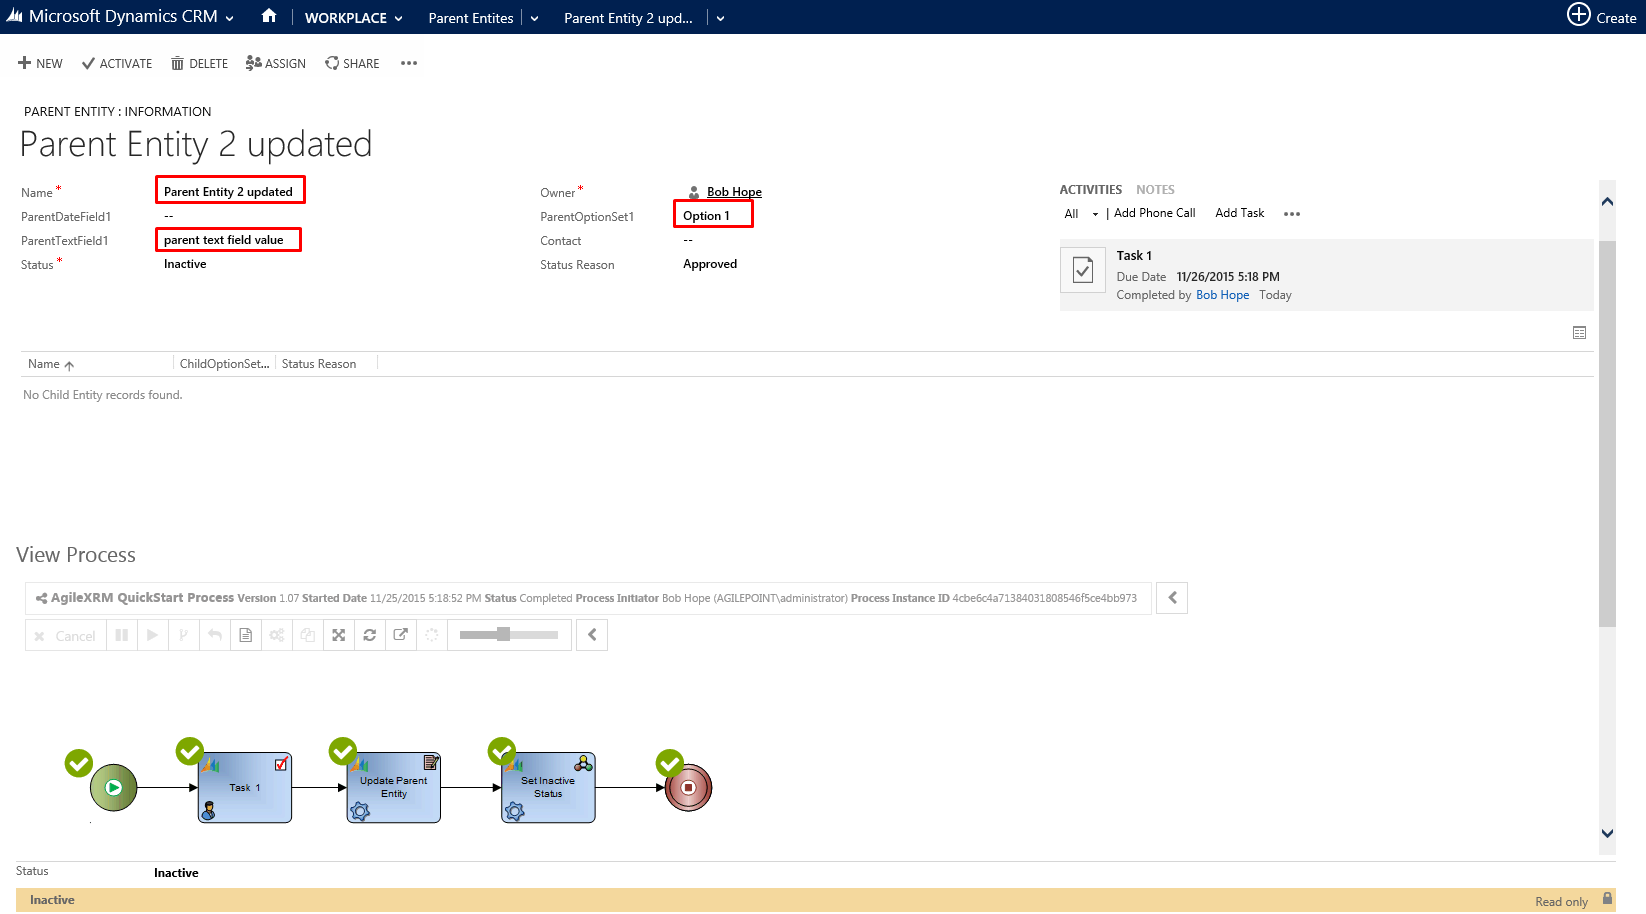 Microsoft Dynamics CRM WORKPLACE Parent Entites Parent Entity 2 upd... Create
NEW ACTIVATE DELETE ASSIGN SHARE •••
PARENT ENTITY : INFORMATION
Parent Entity 2 updated
Name * Parent Entity 2 updated
ParentDateField1 --
ParentTextField1 parent text field value
Status * Inactive
Owner * Bob Hope
ParentOptionSet1 Option 1
Contact --
Status Reason Approved
ACTIVITIES NOTES
All | Add Phone Call Add Task •••
Task 1
Due Date 11/26/2015 5:18 PM
Completed by Bob Hope Today
Name ChildOptionSet... Status Reason
No Child Entity records found.
View Process
AgileXRM QuickStart Process Version 1.07 Started Date 11/25/2015 5:18:52 PM Status Completed Process Initiator Bob Hope (AGILEPOINT\administrator) Process Instance ID 4cbe6c4a71384031808546f5ce4bb973
Cancel
Task 1
Update Parent
Entity
Set Inactive
Status
Status Inactive
Inactive Read only